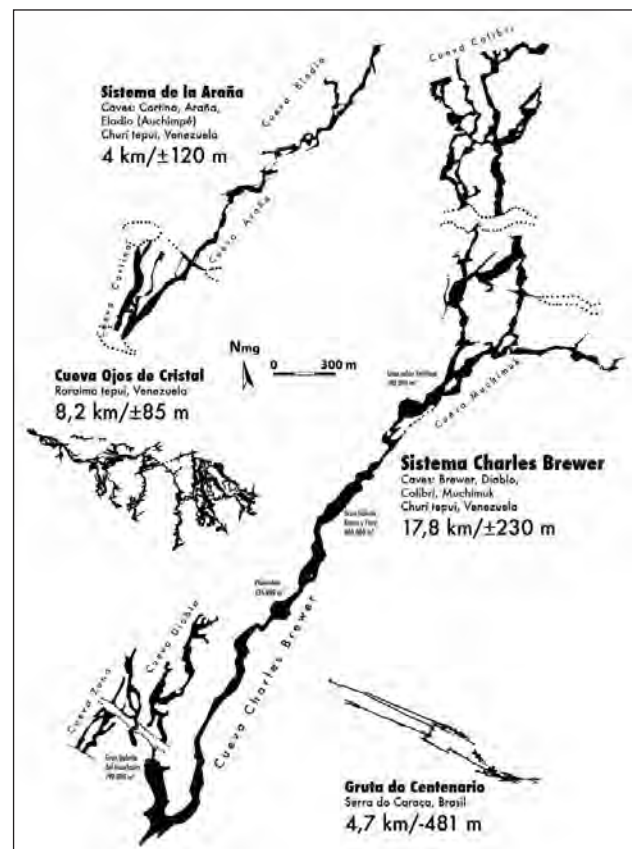 Sistema de la Araña
Caves: Cortina, Araña,
Eladio (Auchimpé)
Churí tepui, Venezuela
4 km/±120 m
Cueva Eladio
Cueva Araña
Cueva Cortina
Cueva Colibrí
Nmg
0 300 m
Cueva Ojos de Cristal
Roraima tepui, Venezuela
8,2 km/±85 m
Cueva Muchimuk
Sistema Charles Brewer
Caves: Brewer, Diablo,
Colibrí, Muchimuk
Churí tepui, Venezuela
17,8 km/±230 m
Cueva Charles Brewer
Cueva Diablo
Cueva Zuna
Gruta do Centenario
Serra do Caraça, Brasil
4,7 km/-481 m